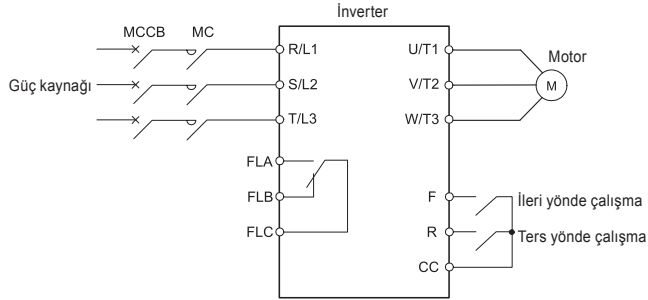 İnverter
MCCB MC
R/L1 U/T1
Motor
Güç kaynağı S/L2 V/T2 M
T/L3 W/T3
FLA
FLB F İleri yönde çalışma
FLC R Ters yönde çalışma
CC